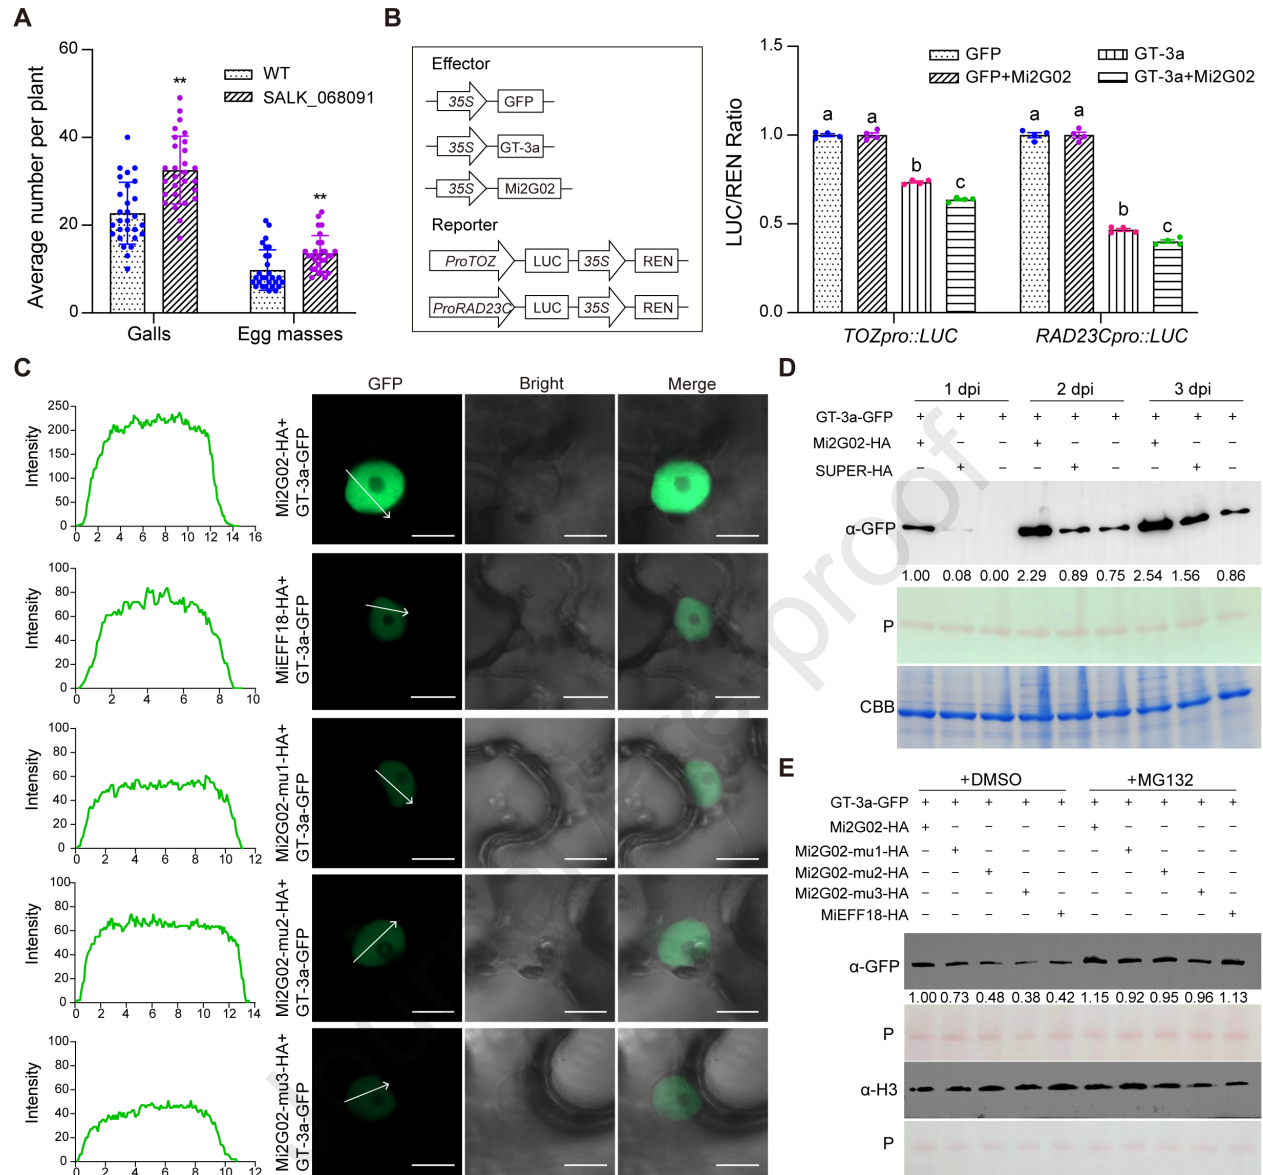 A
60
40
20
0
Average number per plant
WT
SALK_068091
**
**
Galls
Egg masses
B
Effector
35S GFP
35S GT-3a
35S Mi2G02
Reporter
ProTOZ LUC 35S REN
ProRAD23C LUC 35S REN
1.5
1.0
0.5
0.0
LUC/REN Ratio
GFP
GFP+Mi2G02
GT-3a
GT-3a+Mi2G02
a a b c
a a b c
TOZpro::LUC
RAD23Cpro::LUC
C
GFP Bright Merge
250
200
150
100
50
0
Intensity
0 2 4 6 8 10 12 14 16
Mi2G02-HA+
GT-3a-GFP
100
80
60
40
20
0
Intensity
0 2 4 6 8 10
MiEFF18-HA+
GT-3a-GFP
100
80
60
40
20
0
Intensity
0 2 4 6 8 10 12
Mi2G02-mu1-HA+
GT-3a-GFP
100
80
60
40
20
0
Intensity
0 2 4 6 8 10 12 14
Mi2G02-mu2-HA+
GT-3a-GFP
100
80
60
40
20
0
Intensity
0 2 4 6 8 10 12
Mi2G02-mu3-HA+
GT-3a-GFP
D
1 dpi 2 dpi 3 dpi
GT-3a-GFP + + + + + + + + +
Mi2G02-HA + − − + − − + − −
SUPER-HA − + − − + − − + −
α-GFP
1.00 0.08 0.00 2.29 0.89 0.75 2.54 1.56 0.86
P
CBB
E
+DMSO +MG132
GT-3a-GFP + + + + + + + + + +
Mi2G02-HA + − − − − + − − − −
Mi2G02-mu1-HA − + − − − − + − − −
Mi2G02-mu2-HA − − + − − − − + − −
Mi2G02-mu3-HA − − − + − − − − + −
MiEFF18-HA − − − − + − − − − +
α-GFP
1.00 0.73 0.48 0.38 0.42 1.15 0.92 0.95 0.96 1.13
P
α-H3
P